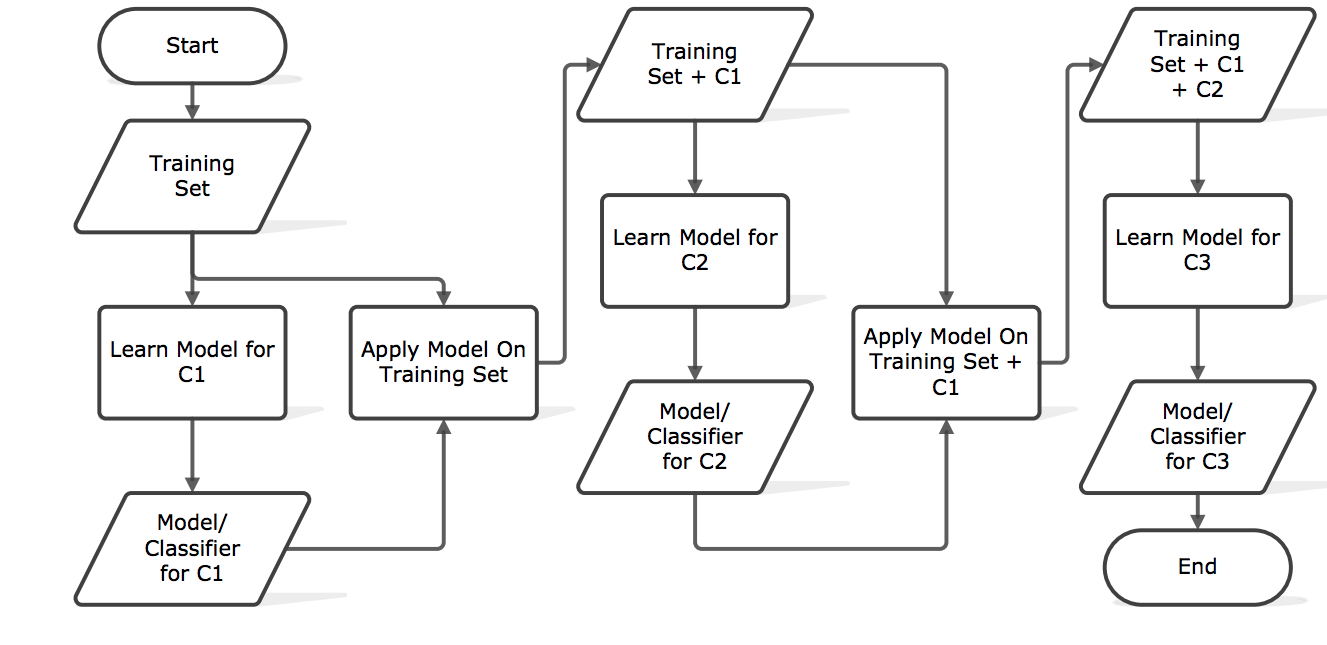 Start
Training
Set
Learn Model for
C1
Model/
Classifier
for C1
Apply Model On
Training Set
Training
Set + C1
Learn Model for
C2
Model/
Classifier
for C2
Apply Model On
Training Set +
C1
Training
Set + C1
+ C2
Learn Model for
C3
Model/
Classifier
for C3
End